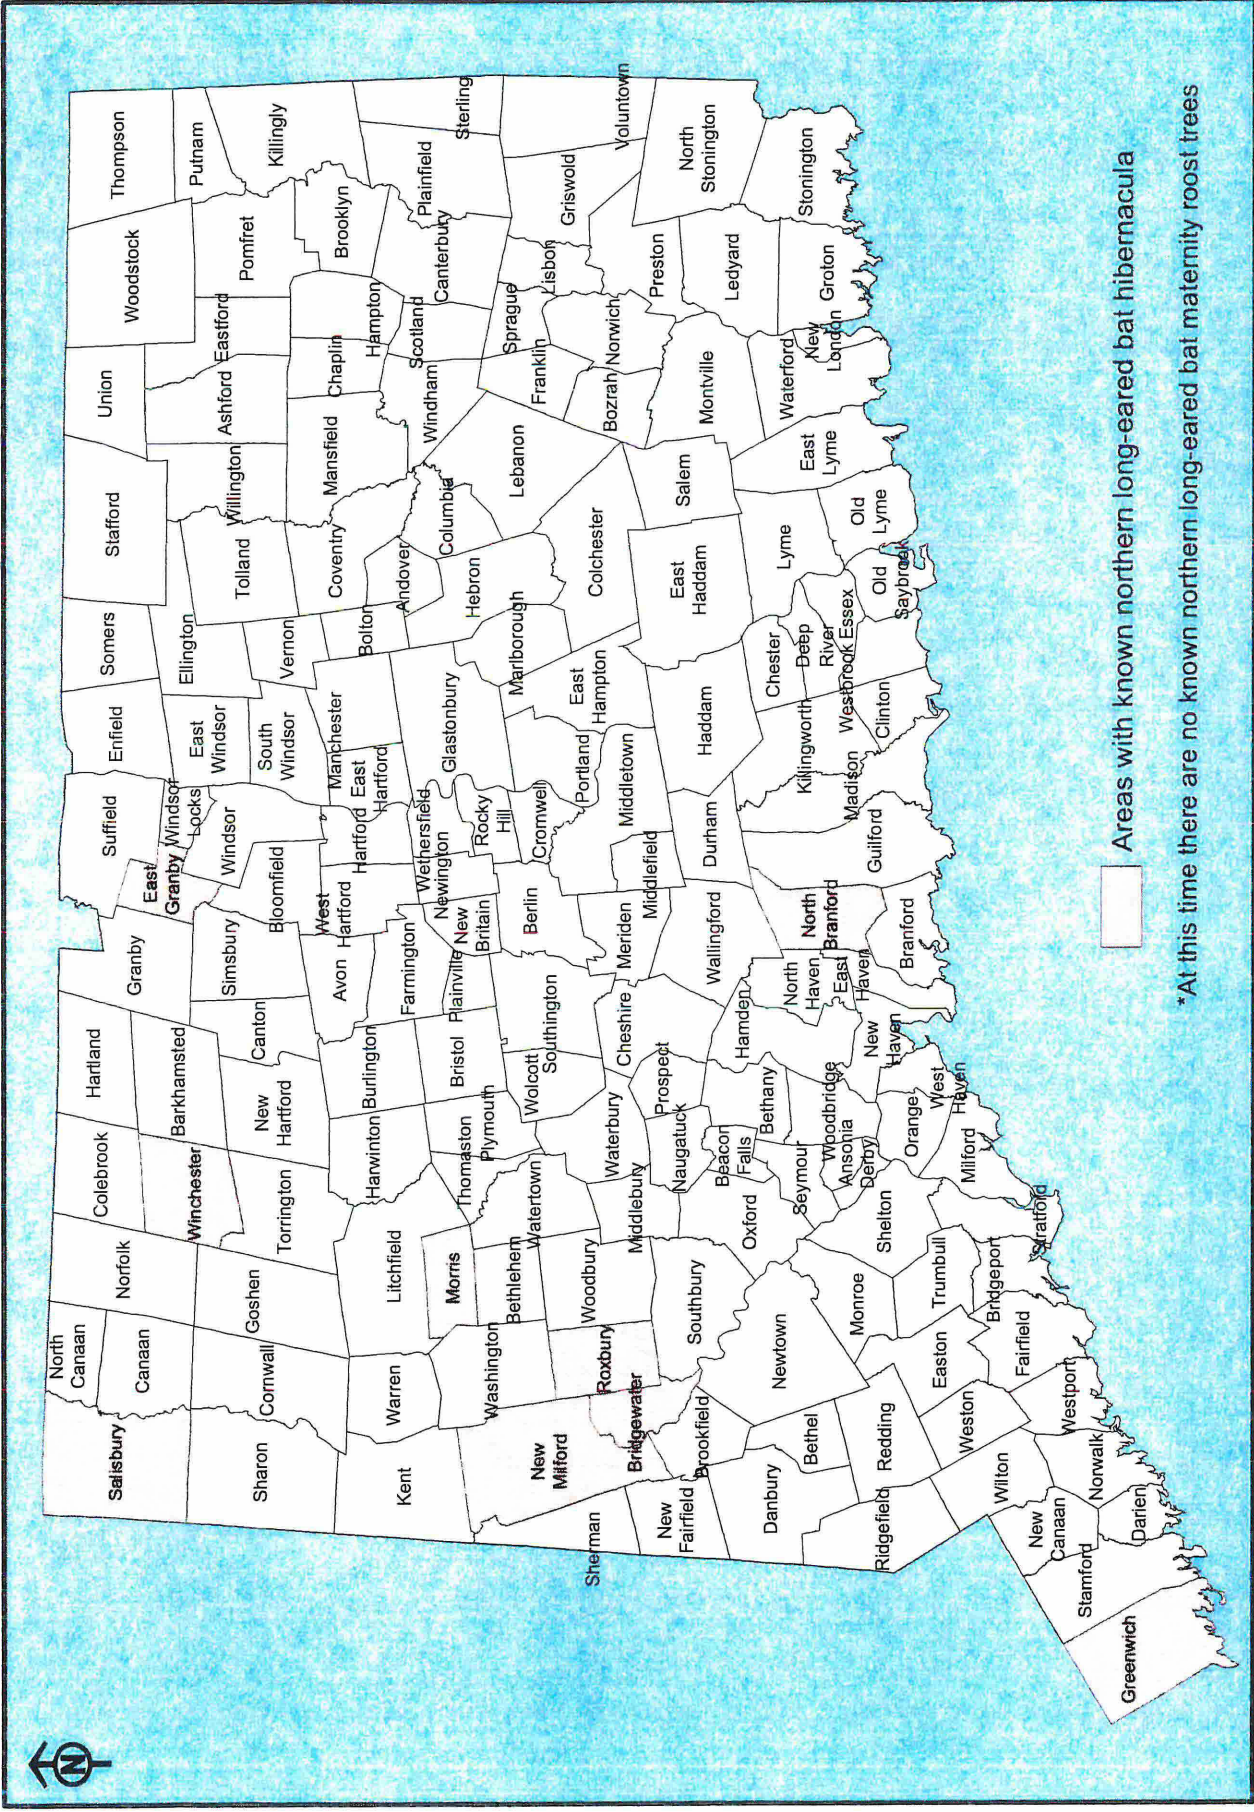 N
Thompson
Woodstock
Union
Stafford
Somers
Enfield
Suffield
Granby
Hartland
Colebrook
Norfolk
North
Canaan
Canaan
Salisbury
Putnam
Killingly
Pomfret
Eastford
Ashford
Willington
Tolland
Ellington
Vernon
East
Windsor
South
Windsor
Windsor
Locks
East
Granby
Windsor
Bloomfield
Simsbury
Canton
Barkhamsted
New
Hartford
Winchester
Torrington
Goshen
Cornwall
Sharon
Brooklyn
Hampton
Chaplin
Mansfield
Coventry
Andover
Bolton
Manchester
East
Hartford
Hartford
West
Hartford
Avon
Farmington
Burlington
Harwinton
Litchfield
Warren
Kent
Sterling
Plainfield
Canterbury
Scotland
Windham
Columbia
Hebron
Glastonbury
Wethersfield
Newington
Rocky
Hill
New
Britain
Plainville
Bristol
Plymouth
Thomaston
Morris
Bethlehem
Washington
New
Milford
Voluntown
Griswold
Lisbon
Sprague
Franklin
Norwich
Bozrah
Lebanon
Colchester
Marlborough
East
Hampton
Portland
Cromwell
Berlin
Southington
Wolcott
Waterbury
Watertown
Middlebury
Woodbury
Roxbury
Bridgewater
Sherman
North
Stonington
Preston
Ledyard
Montville
Salem
East
Haddam
Haddam
Middletown
Middlefield
Durham
Meriden
Wallingford
Cheshire
Prospect
Naugatuck
Beacon
Falls
Bethany
Oxford
Southbury
Brookfield
New
Fairfield
Stonington
Groton
New
London
Waterford
East
Lyme
Lyme
Old
Lyme
Old
Saybrook
Essex
Deep
River
Chester
Westbrook
Killingworth
Clinton
Madison
Guilford
North
Branford
Branford
North
Haven
East
Haven
Hamden
New
Haven
West
Haven
Woodbridge
Ansonia
Derby
Seymour
Orange
Milford
Shelton
Stratford
Trumbull
Bridgeport
Monroe
Newtown
Easton
Fairfield
Bethel
Danbury
Redding
Weston
Westport
Ridgefield
Wilton
Norwalk
New
Canaan
Darien
Stamford
Greenwich
Areas with known northern long-eared bat hibernacula
*At this time there are no known northern long-eared bat maternity roost trees